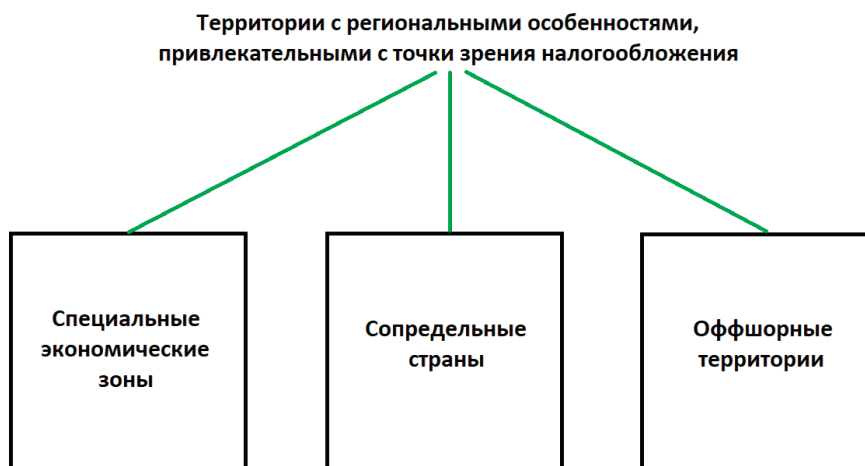 Территории с региональными особенностями,
привлекательными с точки зрения налогообложения
Специальные
экономические
зоны
Сопредельные
страны
Оффшорные
территории